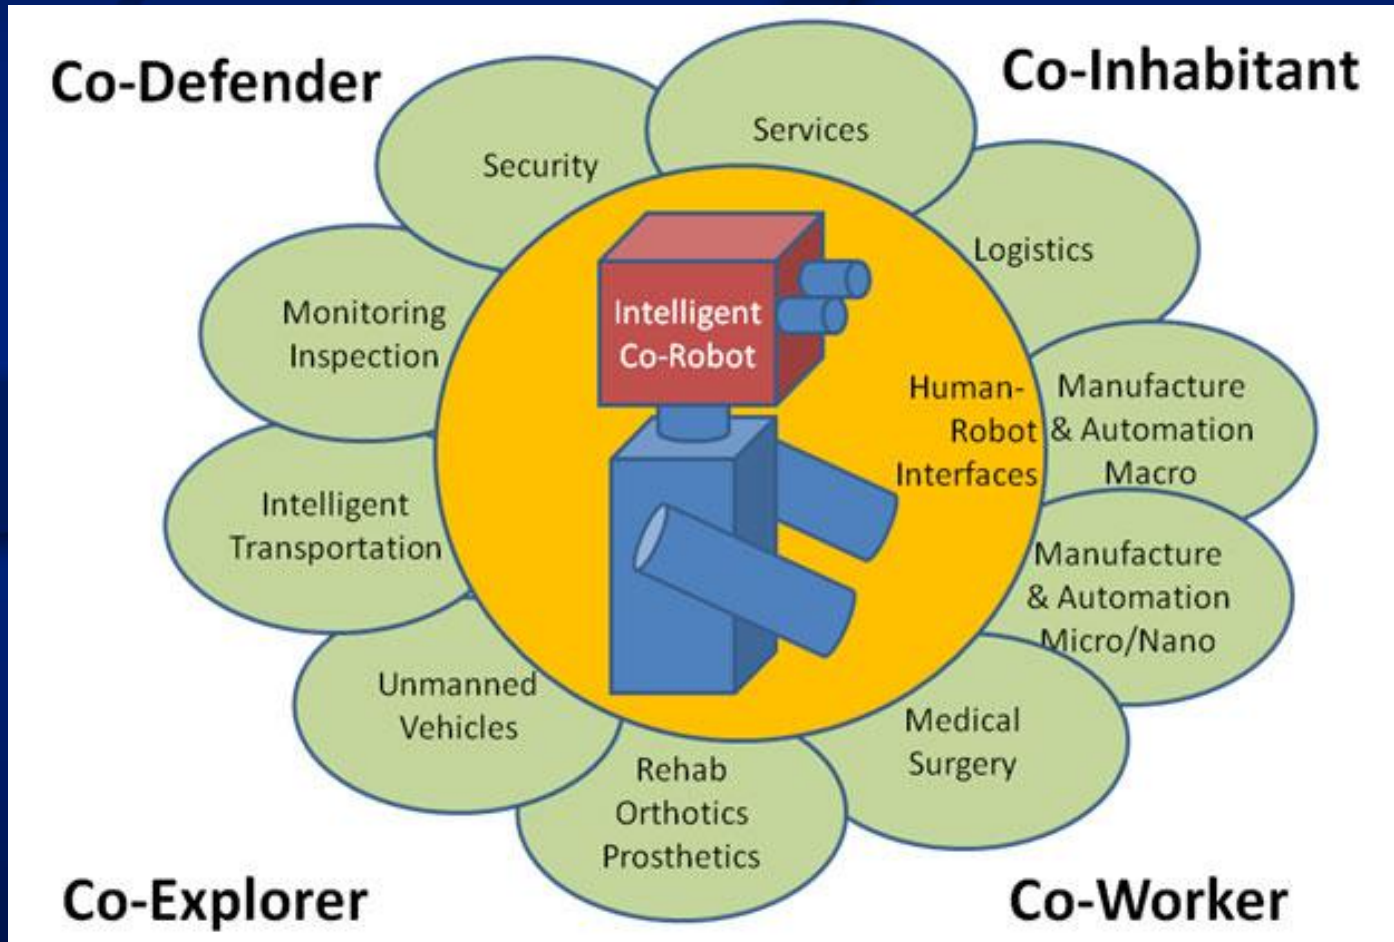 Co-Defender
Co-Inhabitant
Services
Security
Logistics
Monitoring
Inspection
Intelligent
Co-Robot
Human-
Robot
Interfaces
Manufacture
& Automation
Macro
Intelligent
Transportation
Manufacture
& Automation
Micro/Nano
Unmanned
Vehicles
Medical
Surgery
Rehab
Orthotics
Prosthetics
Co-Explorer
Co-Worker